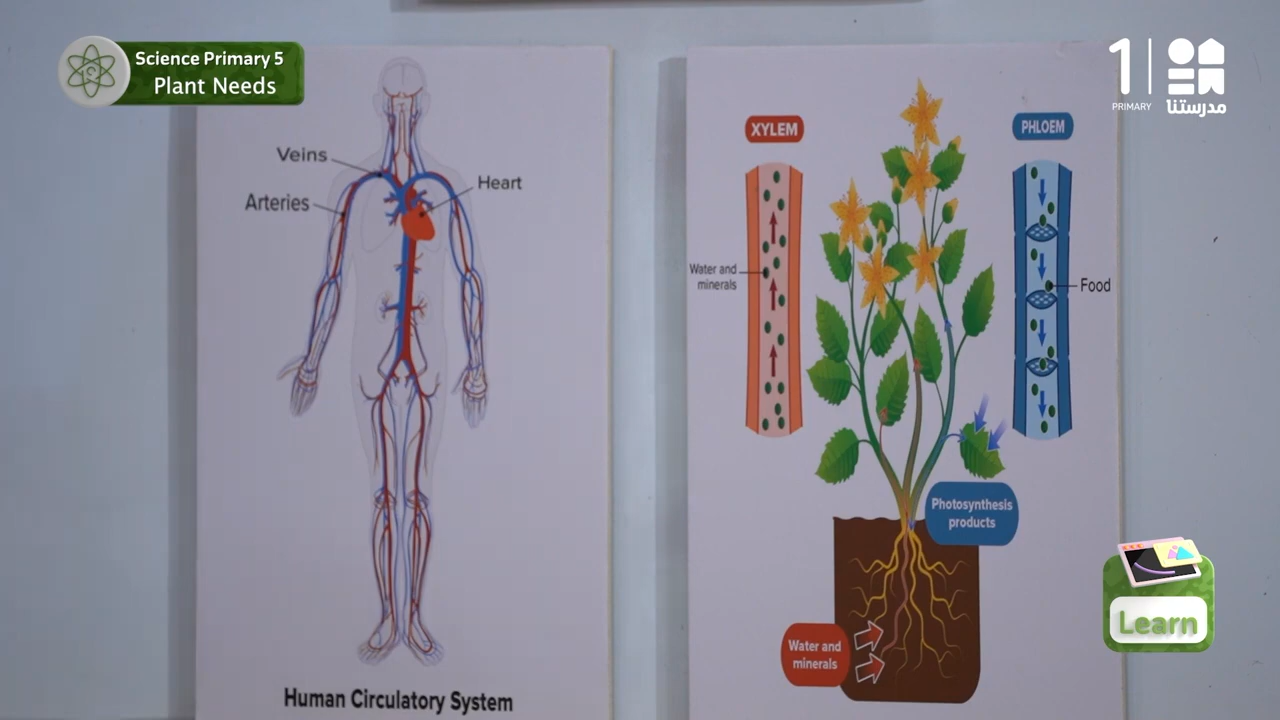 Science Primary 5
Plant Needs
1
PRIMARY
مدرستنا
Veins
Arteries
Heart
Human Circulatory System
XYLEM
PHLOEM
Water and
minerals
Food
Photosynthesis
products
Water and
minerals
Learn